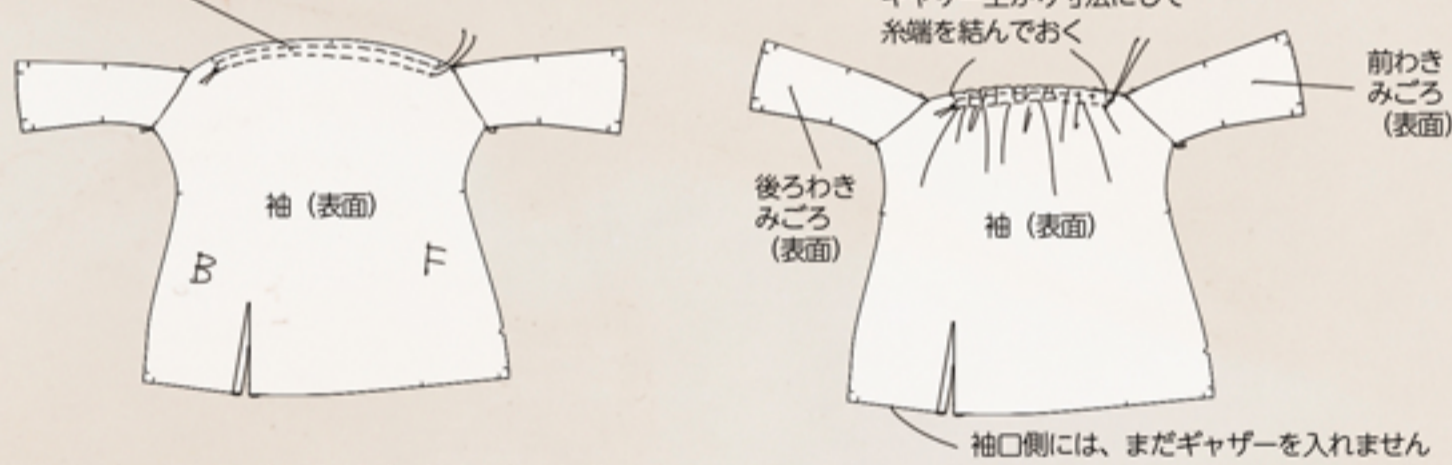 袖（表面）
B
F
糸端を結んでおく
前わき
みごろ
（表面）
後ろわき
みごろ
（表面）
袖（表面）
袖口側には、まだギャザーを入れません